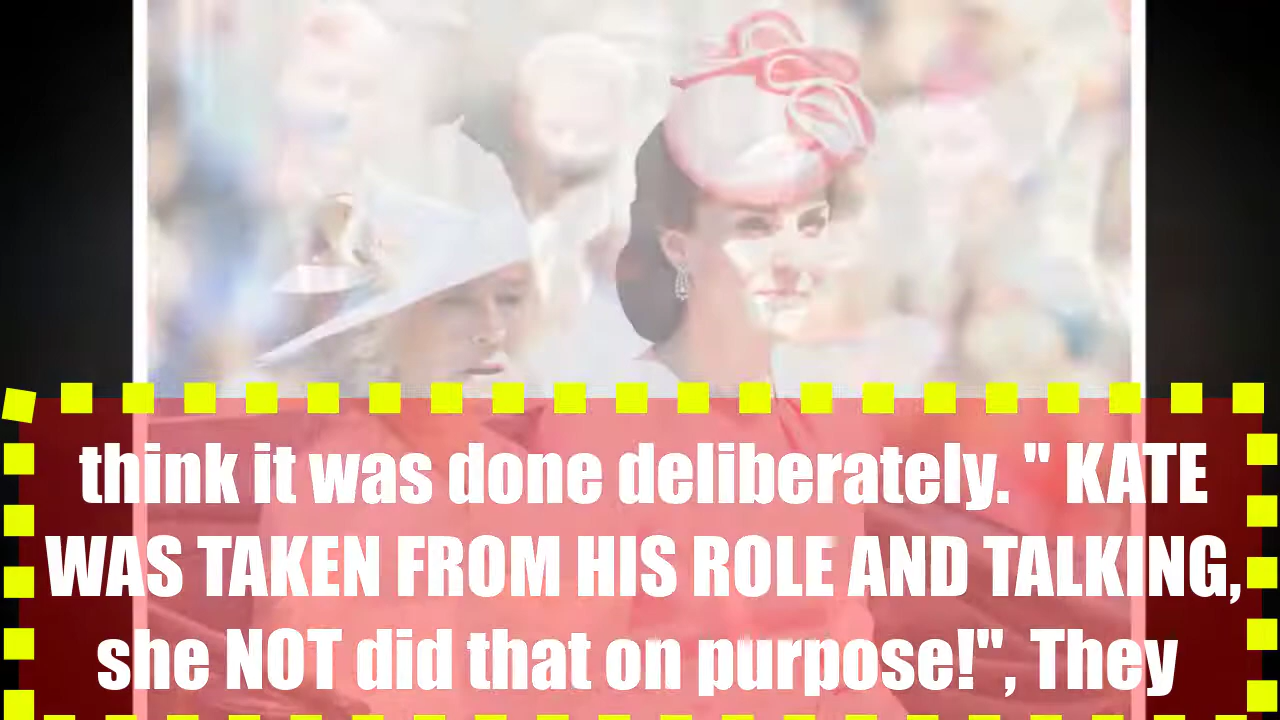 think it was done deliberately. " KATE
WAS TAKEN FROM HIS ROLE AND TALKING,
she NOT did that on purpose!", They